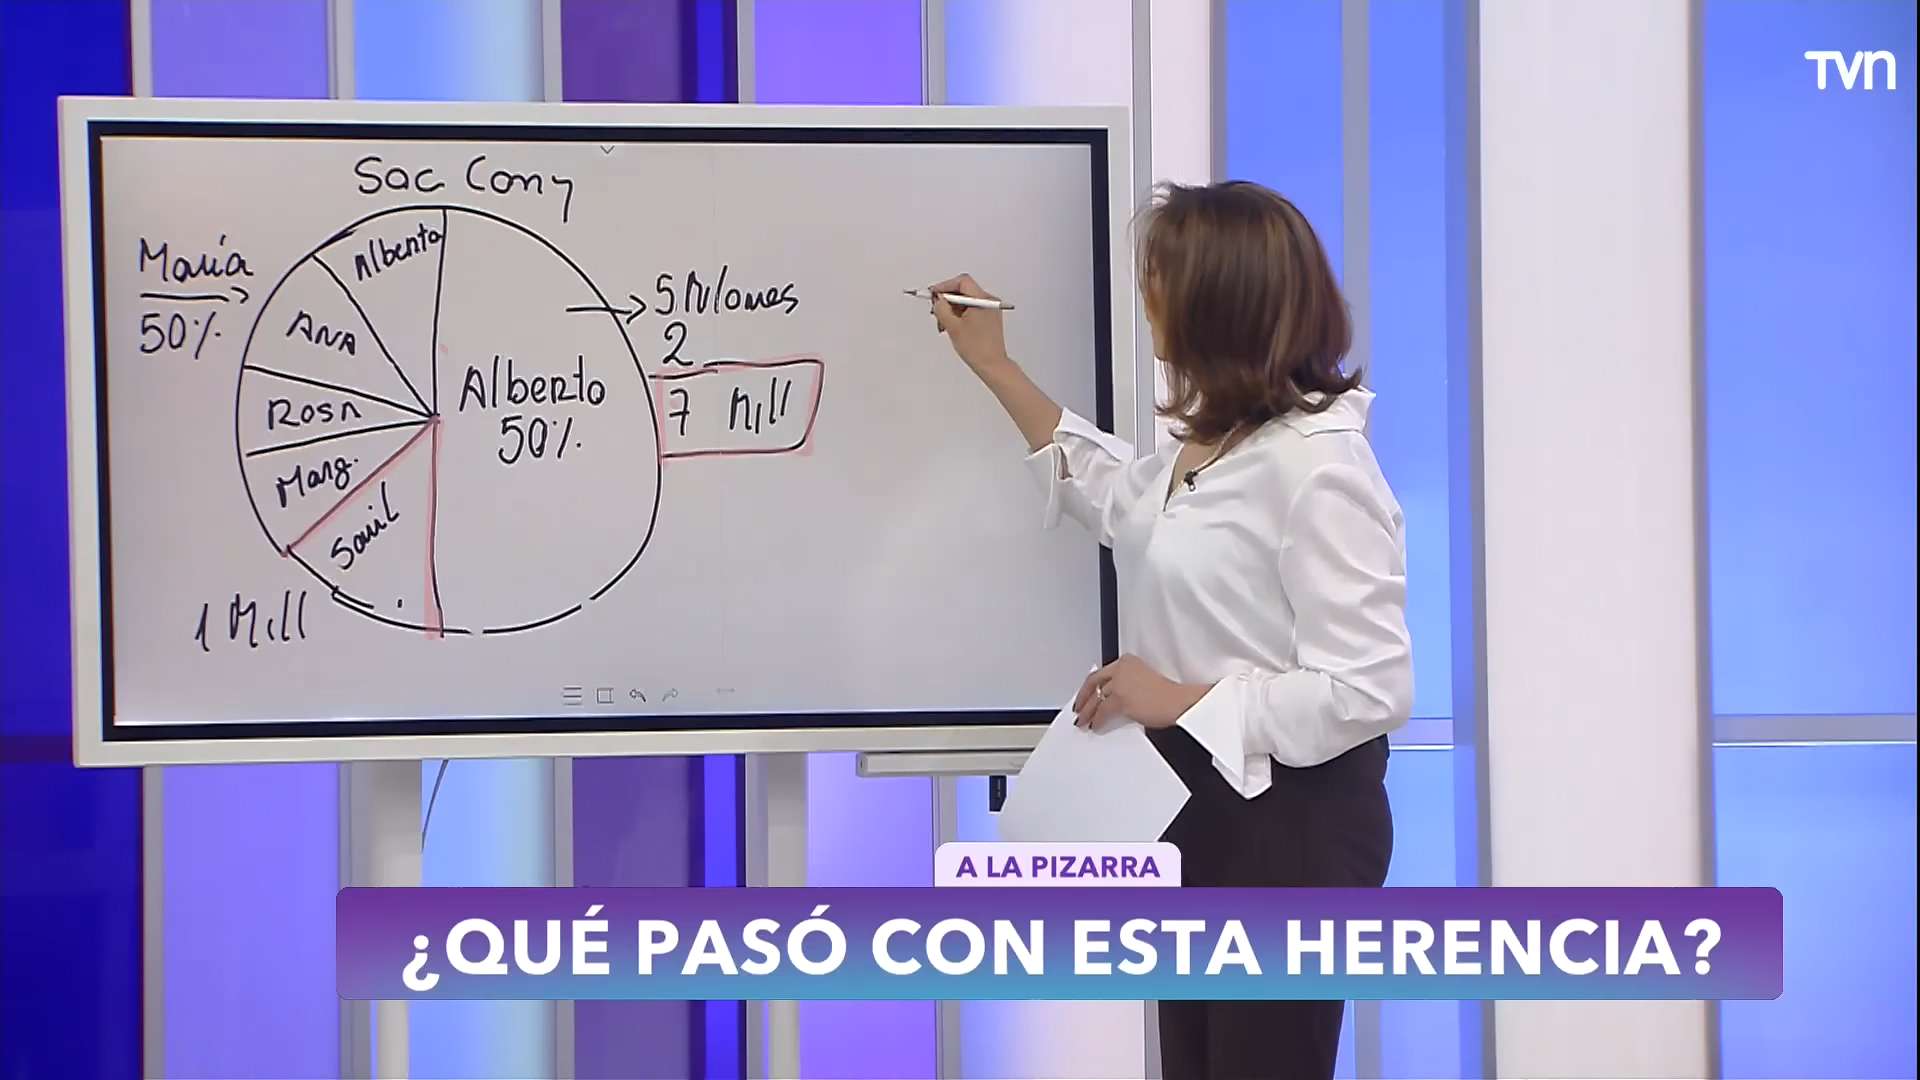 TVN
Soc Cony
María
50%
Alberto
ANA
Rosa
Marg.
Saul
1 Mill
Alberto
50%
5 Millones
2
7 Mill
A LA PIZARRA
¿QUÉ PASÓ CON ESTA HERENCIA?